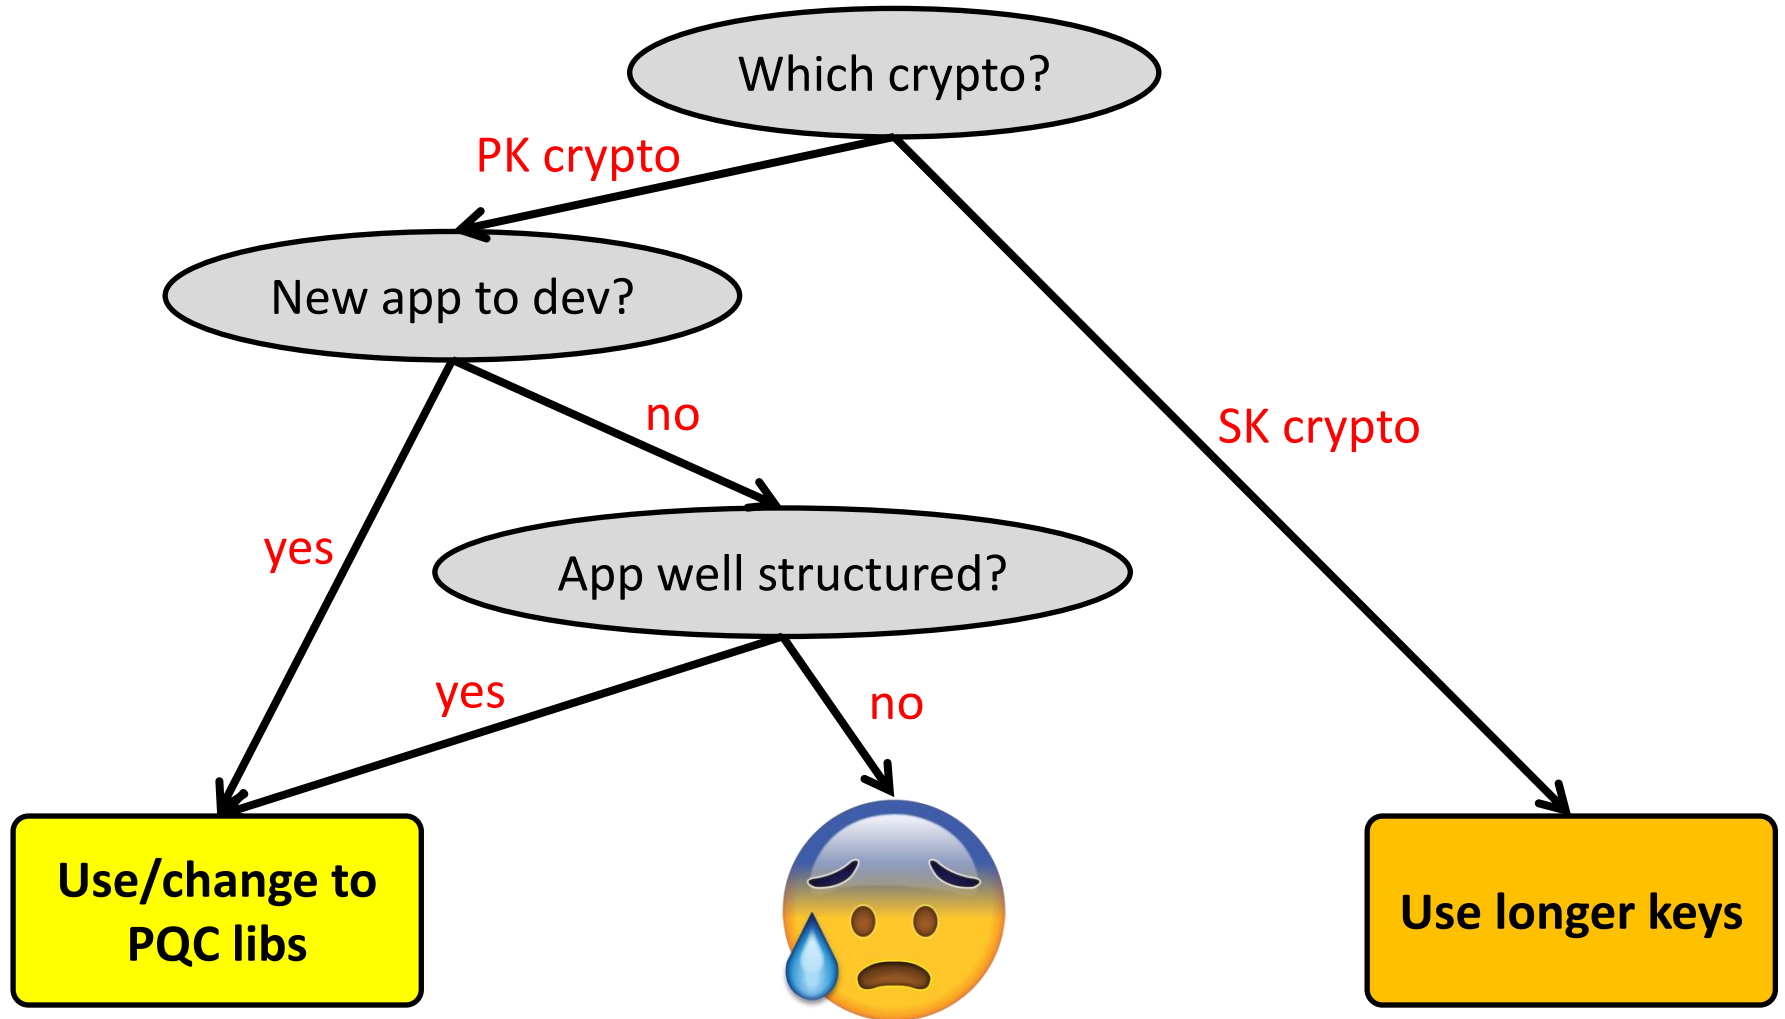 Which crypto?
PK crypto
New app to dev?
no
SK crypto
yes
App well structured?
yes
no
Use/change to
PQC libs
Use longer keys